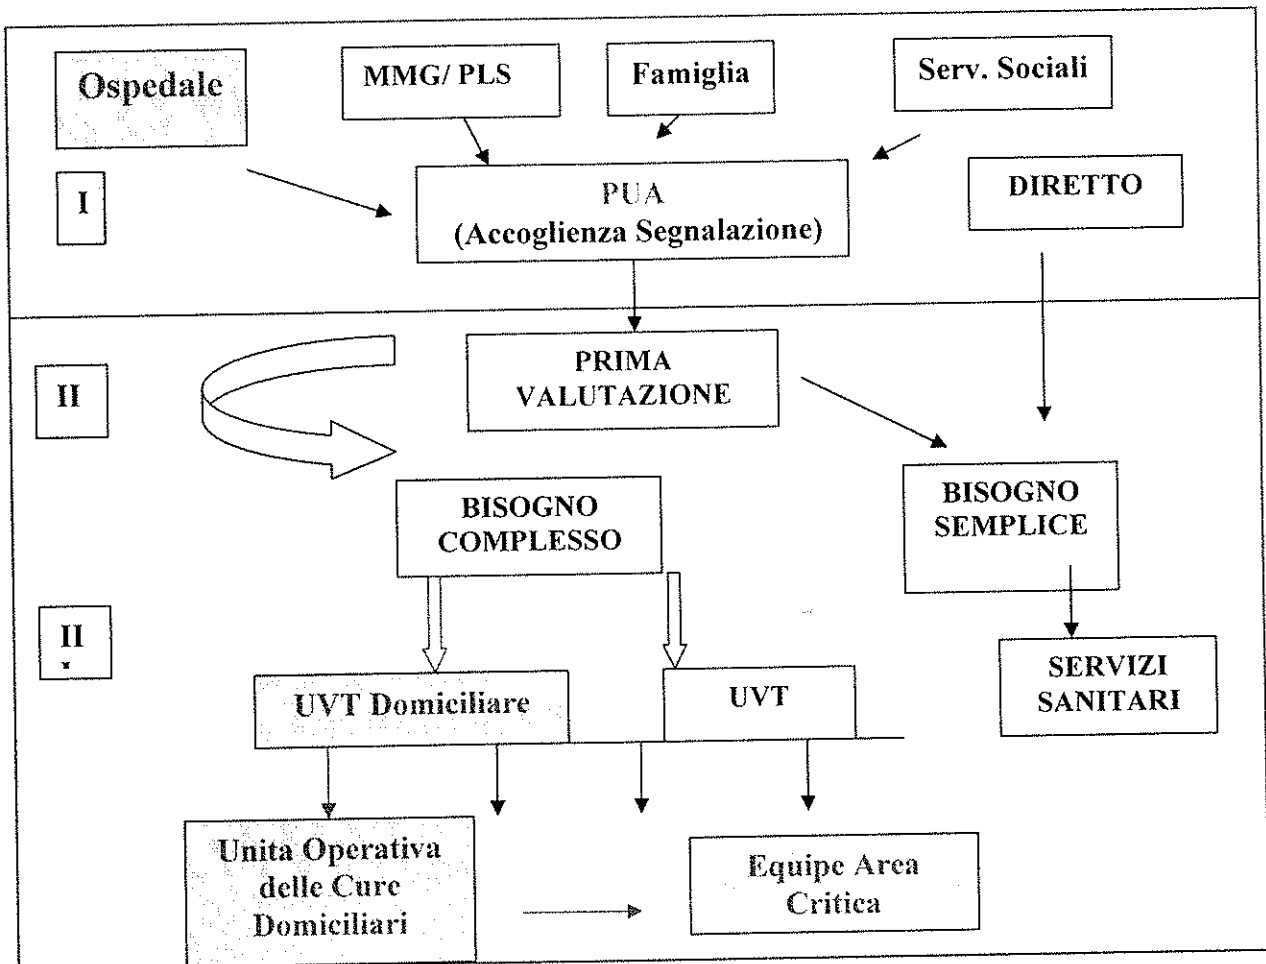 Ospedale
MMG/ PLS
Famiglia
Serv. Sociali
I
PUA
(Accoglienza Segnalazione)
DIRETTO
II
PRIMA
VALUTAZIONE
BISOGNO
COMPLESSO
BISOGNO
SEMPLICE
II
UVT Domiciliare
UVT
SERVIZI
SANITARI
Unita Operativa
delle Cure
Domiciliari
Equipe Area
Critica